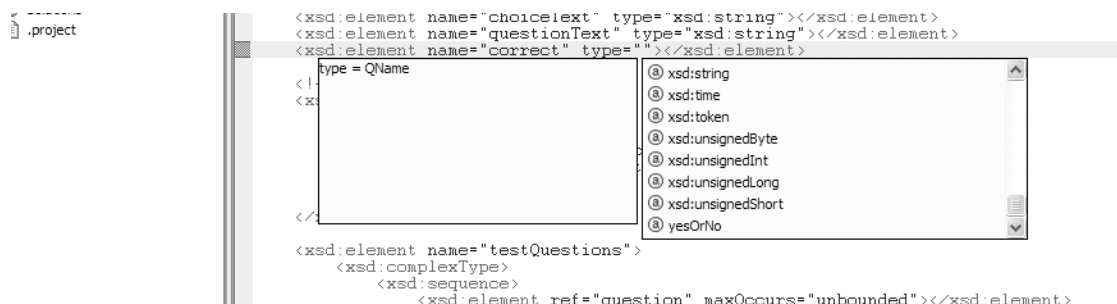 .project
<xsd:element name="choiceText" type="xsd:string"></xsd:element>
<xsd:element name="questionText" type="xsd:string"></xsd:element>
<xsd:element name="correct" type=""></xsd:element>
type = QName
xsd:string
xsd:time
xsd:token
xsd:unsignedByte
xsd:unsignedInt
xsd:unsignedLong
xsd:unsignedShort
yesOrNo
<xsd:element name="testQuestions">
<xsd:complexType>
<xsd:sequence>
<xsd:element ref="question" maxOccurs="unbounded"></xsd:element>